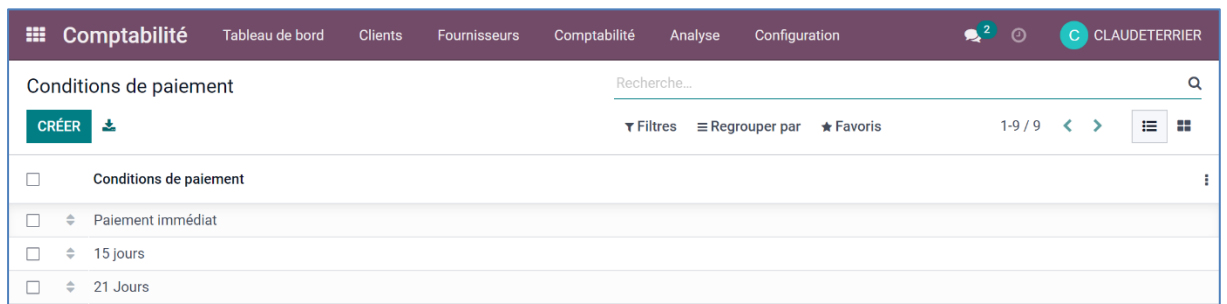 Comptabilité Tableau de bord Clients Fournisseurs Comptabilité Analyse Configuration 2 C CLAUDETERRIER
Conditions de paiement Recherche...
CRÉER Filtres Regrouper par Favoris 1-9 / 9
Conditions de paiement
Paiement immédiat
15 jours
21 Jours